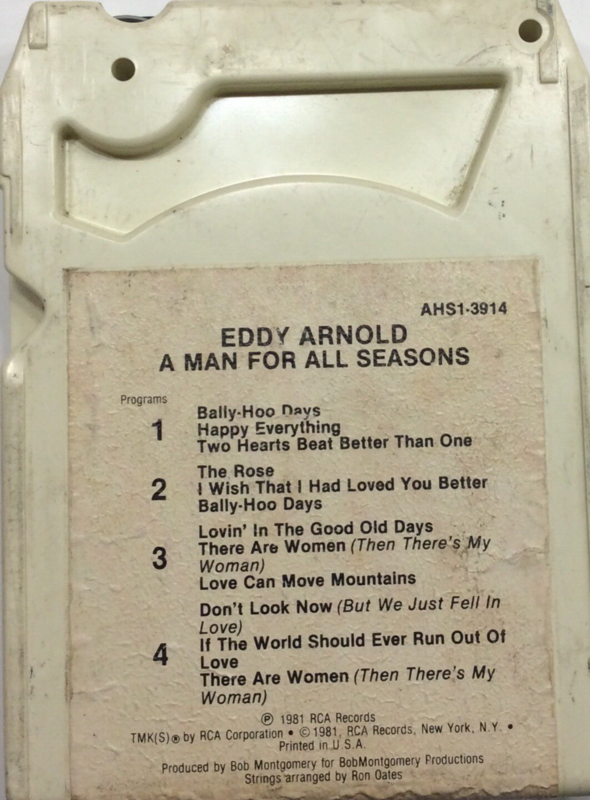 AHS1-3914
EDDY ARNOLD
A MAN FOR ALL SEASONS
Programs
1
Bally-Hoo Days
Happy Everything
Two Hearts Beat Better Than One
2
The Rose
I Wish That I Had Loved You Better
Bally-Hoo Days
3
Lovin' In The Good Old Days
There Are Women (Then There's My
Woman)
Love Can Move Mountains
4
Don't Look Now (But We Just Fell In
Love)
If The World Should Ever Run Out Of
Love
There Are Women (Then There's My
Woman)
℗ 1981 RCA Records
TMK(S)® by RCA Corporation • © 1981, RCA Records, New York, N.Y. •
Printed in U.S.A.
Produced by Bob Montgomery for BobMontgomery Productions
Strings arranged by Ron Oates